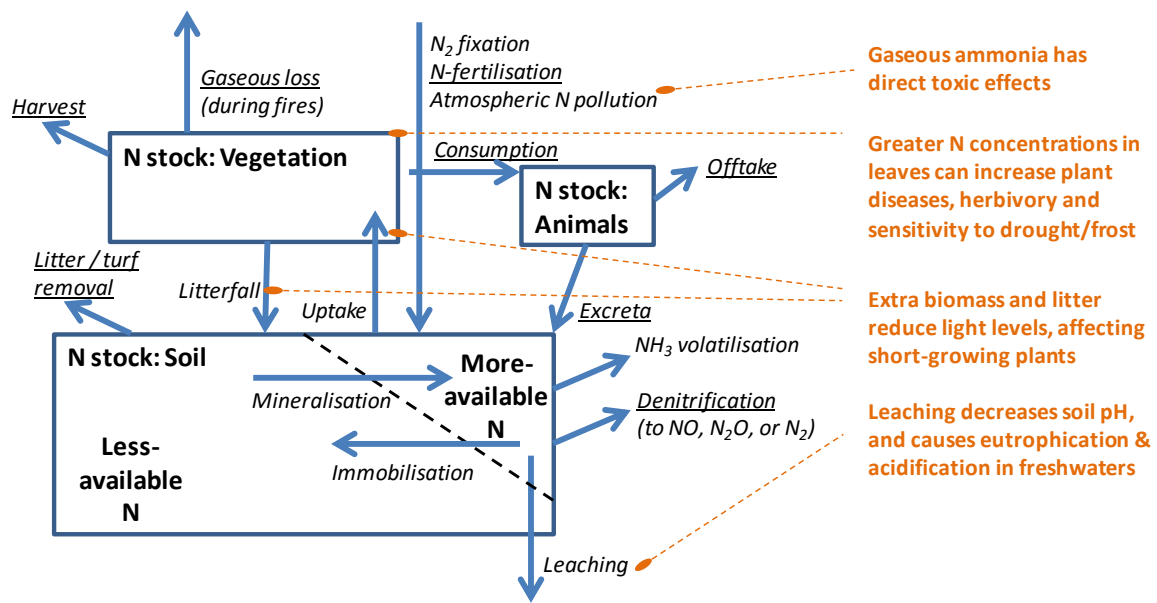 N₂ fixation
N-fertilisation
Atmospheric N pollution
Gaseous loss
(during fires)
Harvest
N stock: Vegetation
Consumption
N stock:
Animals
Offtake
Litter / turf
removal
Litterfall
Uptake
Excreta
N stock: Soil
More-
available
N
Mineralisation
Immobilisation
Less-
available
N
NH₃ volatilisation
Denitrification
(to NO, N₂O, or N₂)
Leaching
Gaseous ammonia has
direct toxic effects
Greater N concentrations in
leaves can increase plant
diseases, herbivory and
sensitivity to drought/frost
Extra biomass and litter
reduce light levels, affecting
short-growing plants
Leaching decreases soil pH,
and causes eutrophication &
acidification in freshwaters